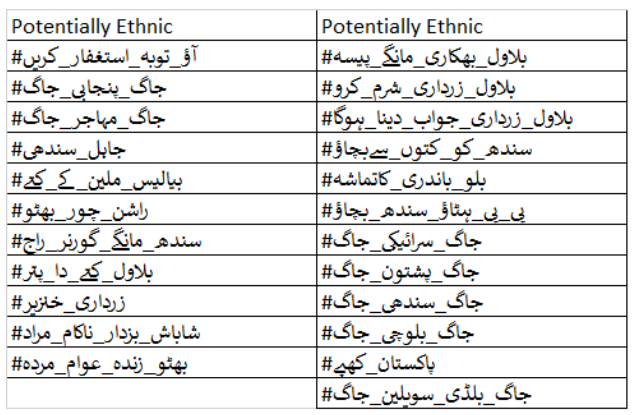 Potentially Ethnic	Potentially Ethnic
#آؤ_توبہ_استغفار_کریں	#بلاول_بھکاری_مانگے_پیسہ
#جاگ_پنجابی_جاگ	#بلاول_زرداری_شرم_کرو
#جاگ_مہاجر_جاگ	#بلاول_زرداری_جواب_دینا_ہوگا
#جاہل_سندھی	#سندھ_کو_کتوں_سےبچاؤ
#بیالیس_ملین_کے_کتے	#بلو_باندری_کاتماشہ
#راشن_چور_بھٹو	#پی_پی_ہٹاؤ_سندھ_بچاؤ
#سندھ_مانگے_گورنر_راج	#جاگ_سرائیکی_جاگ
#بلاول_کتے_دا_پتر	#جاگ_پشتون_جاگ
#زرداری_خنزیر	#جاگ_سندھی_جاگ
#شاباش_بزدار_ناکام_مراد	#جاگ_بلوچی_جاگ
#بھٹو_زندہ_عوام_مردہ	#پاکستان_کھپے
#جاگ_بلڈی_سویلین_جاگ